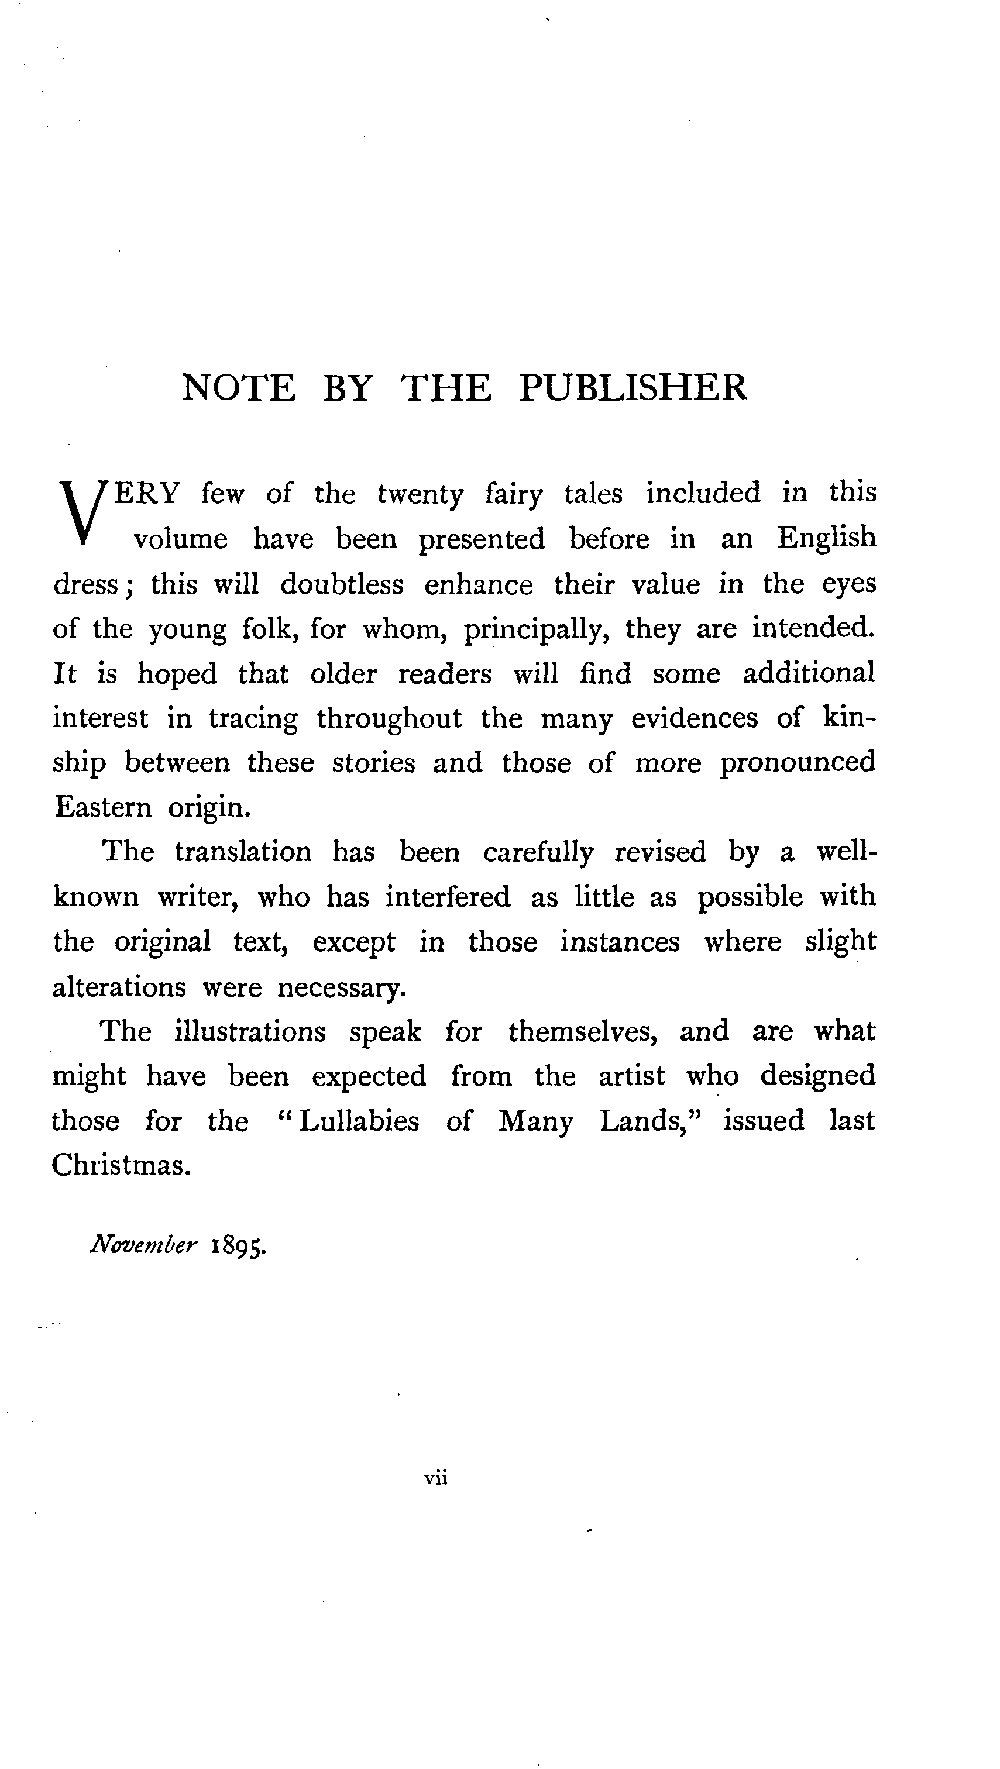 NOTE BY THE PUBLISHER
VERY few of the twenty fairy tales included in this
volume have been presented before in an English
dress; this will doubtless enhance their value in the eyes
of the young folk, for whom, principally, they are intended.
It is hoped that older readers will find some additional
interest in tracing throughout the many evidences of kin-
ship between these stories and those of more pronounced
Eastern origin.
The translation has been carefully revised by a well-
known writer, who has interfered as little as possible with
the original text, except in those instances where slight
alterations were necessary.
The illustrations speak for themselves, and are what
might have been expected from the artist who designed
those for the "Lullabies of Many Lands," issued last
Christmas.
November 1895.
vii